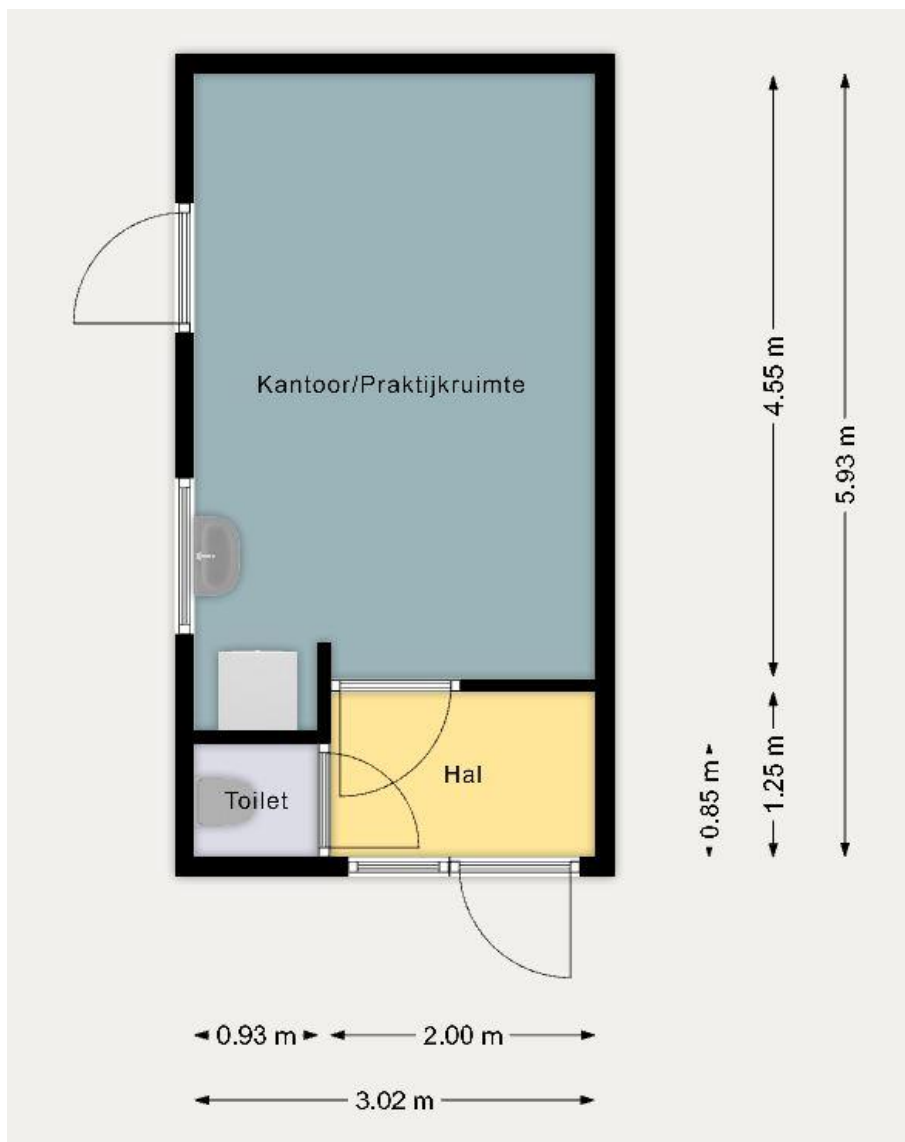 4.55 m
5.93 m
Kantoor/Praktijkruimte
Hal
Toilet
0.85 m
1.25 m
0.93 m
2.00 m
3.02 m